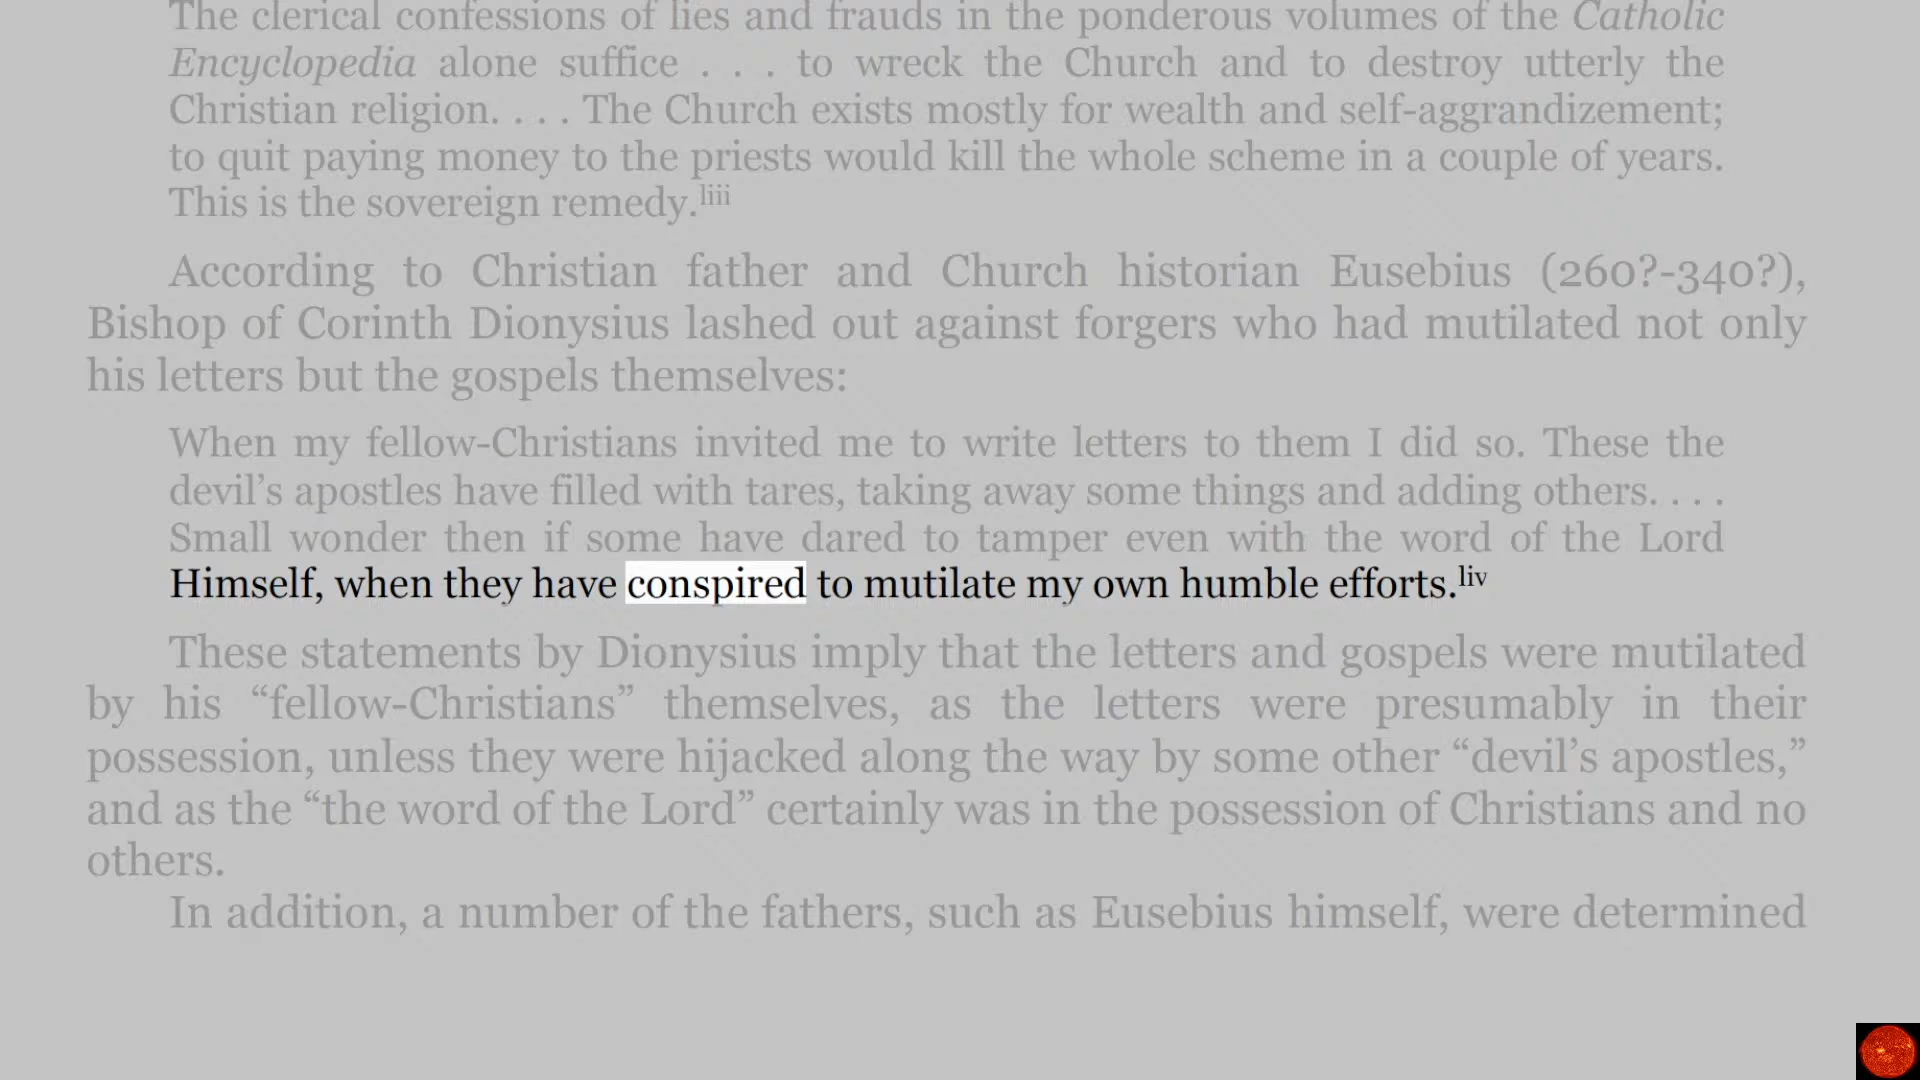 The clerical confessions of lies and frauds in the ponderous volumes of the Catholic
Encyclopedia alone suffice . . . to wreck the Church and to destroy utterly the
Christian religion. . . . The Church exists mostly for wealth and self-aggrandizement;
to quit paying money to the priests would kill the whole scheme in a couple of years.
This is the sovereign remedy.liii
According to Christian father and Church historian Eusebius (260?-340?),
Bishop of Corinth Dionysius lashed out against forgers who had mutilated not only
his letters but the gospels themselves:
When my fellow-Christians invited me to write letters to them I did so. These the
devil’s apostles have filled with tares, taking away some things and adding others. . . .
Small wonder then if some have dared to tamper even with the word of the Lord
Himself, when they have conspired to mutilate my own humble efforts.liv
These statements by Dionysius imply that the letters and gospels were mutilated
by his “fellow-Christians” themselves, as the letters were presumably in their
possession, unless they were hijacked along the way by some other “devil’s apostles,”
and as the “the word of the Lord” certainly was in the possession of Christians and no
others.
In addition, a number of the fathers, such as Eusebius himself, were determined